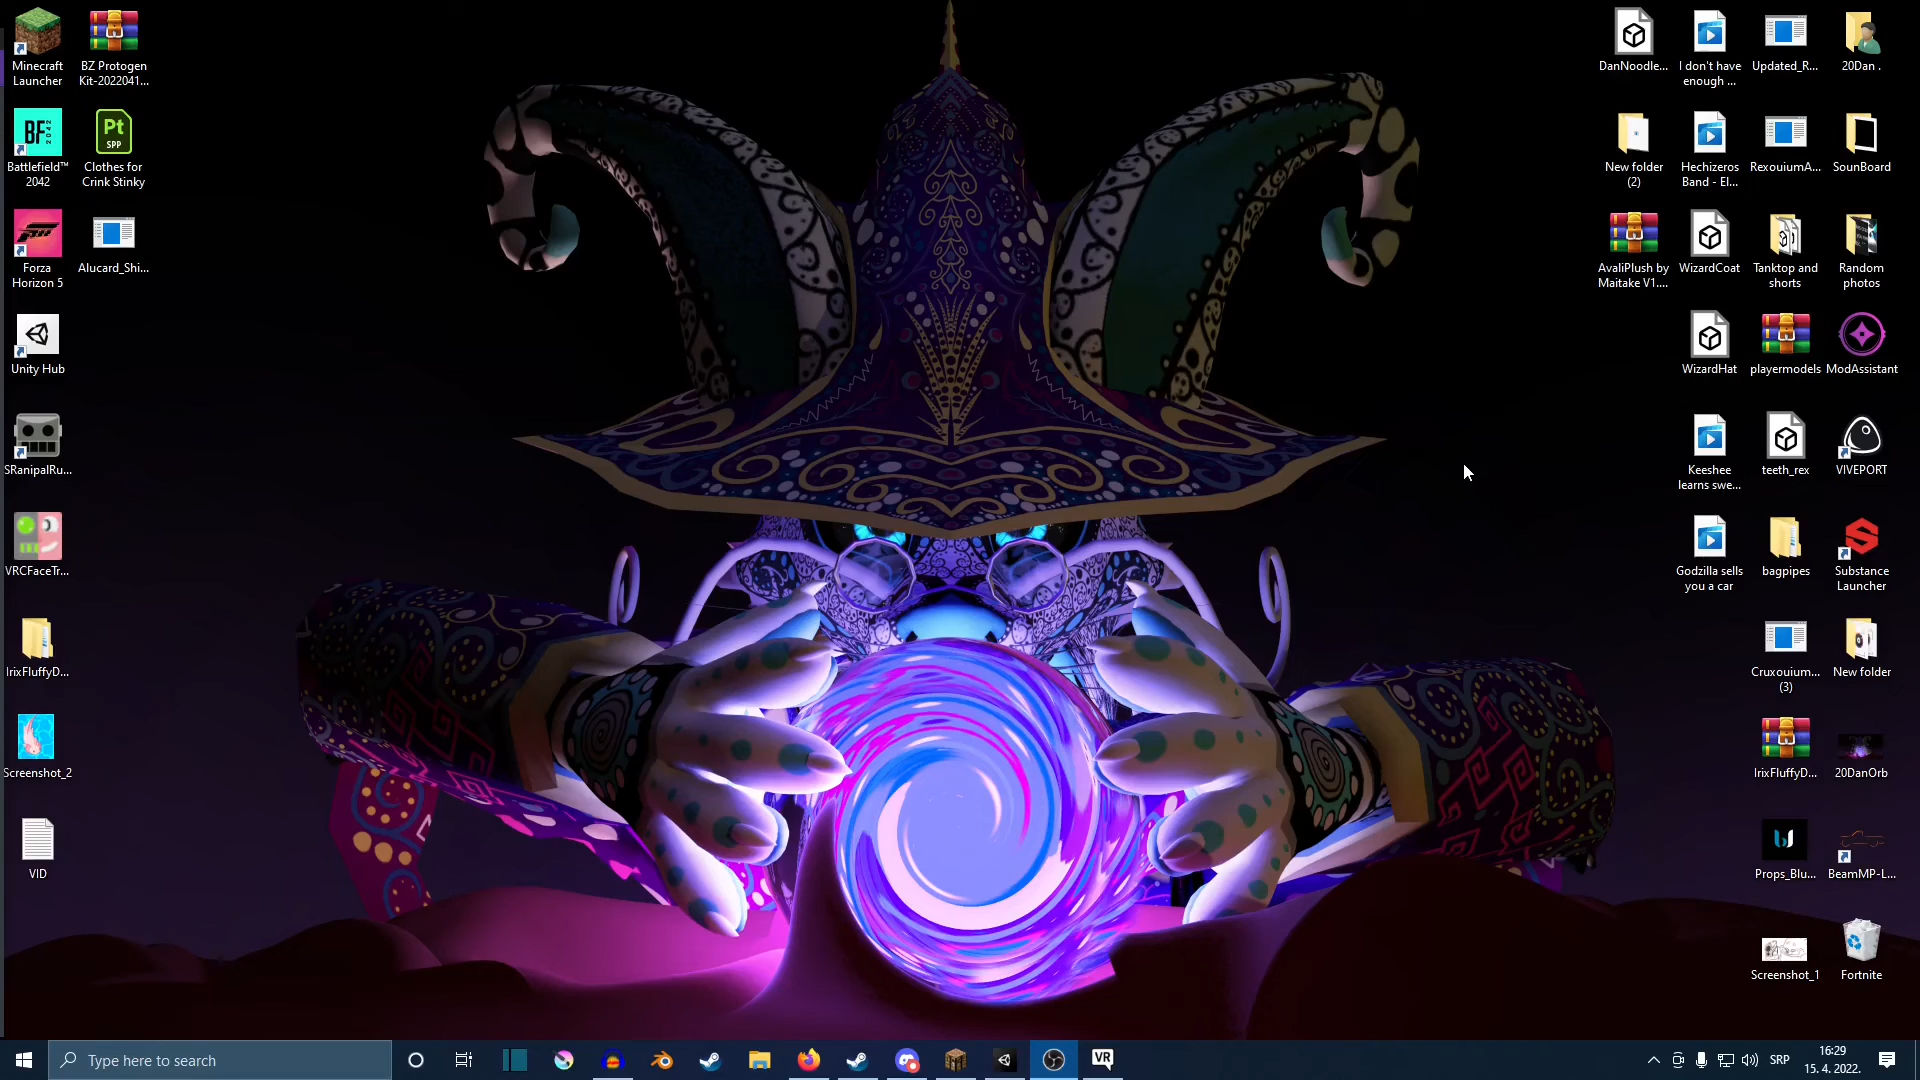 Minecraft
Launcher
BZ Protogen
Kit-2022041...
BF
2042
Battlefield™
2042
Pt
SPP
Clothes for
Crink Stinky
Forza
Horizon 5
Alucard_Shi...
Unity Hub
SRanipalRu...
VRCFaceTr...
IrixFluffyD...
Screenshot_2
VID
DanNoodle...
I don't have
enough ...
Updated_R...
20Dan .
New folder
(2)
Hechizeros
Band - El...
RexouiumA...
SounBoard
AvaliPlush by
Maitake V1....
WizardCoat
Tanktop and
shorts
Random
photos
WizardHat
playermodels
ModAssistant
Keeshee
learns swe...
teeth_rex
VIVEPORT
Godzilla sells
you a car
bagpipes
Substance
Launcher
Cruxouium...
(3)
New folder
IrixFluffyD...
20DanOrb
Props_Blu...
BeamMP-L...
Screenshot_1
Fortnite
Type here to search
VR
SRP
16:29
15. 4. 2022.